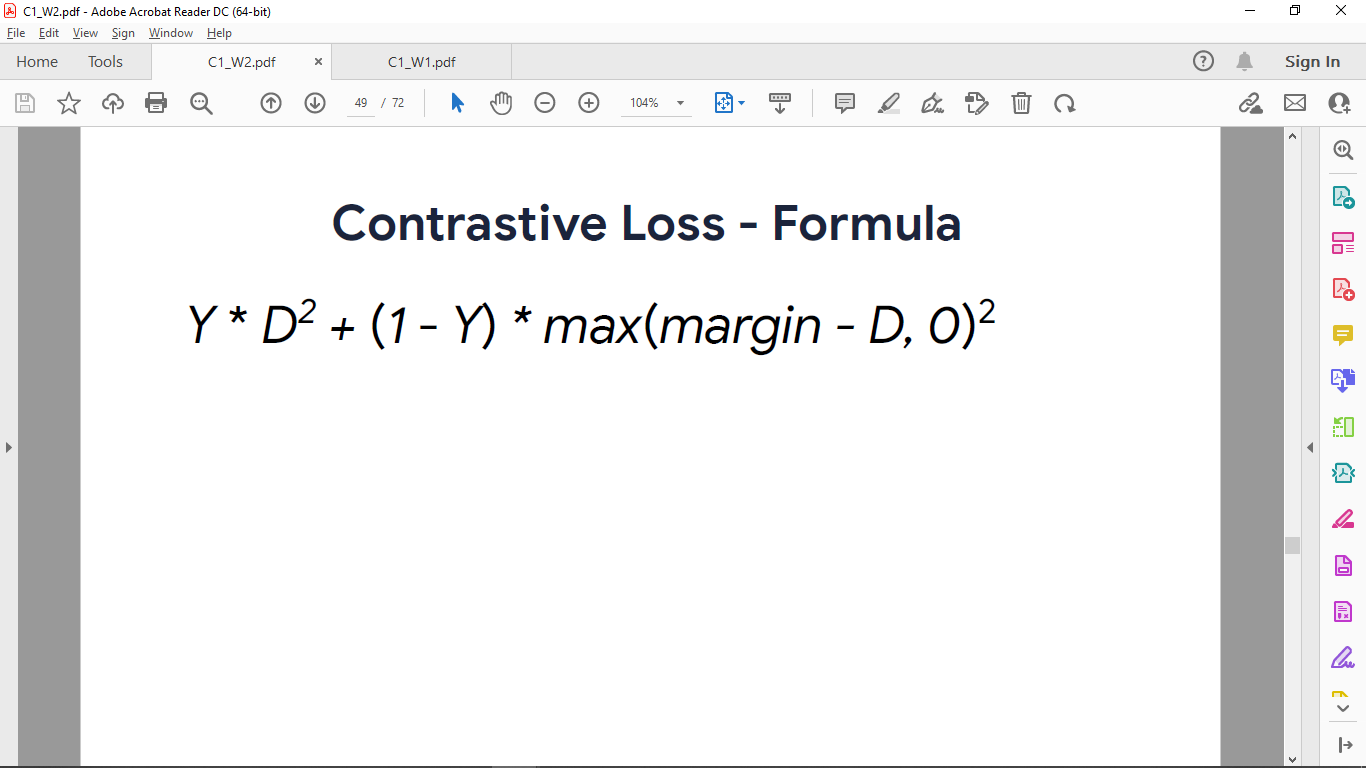 C1_W2.pdf - Adobe Acrobat Reader DC (64-bit)
File Edit View Sign Window Help
Home Tools C1_W2.pdf × C1_W1.pdf ? Sign In
49 / 72 104%
Contrastive Loss - Formula
Y * D² + (1 - Y) * max(margin - D, 0)²